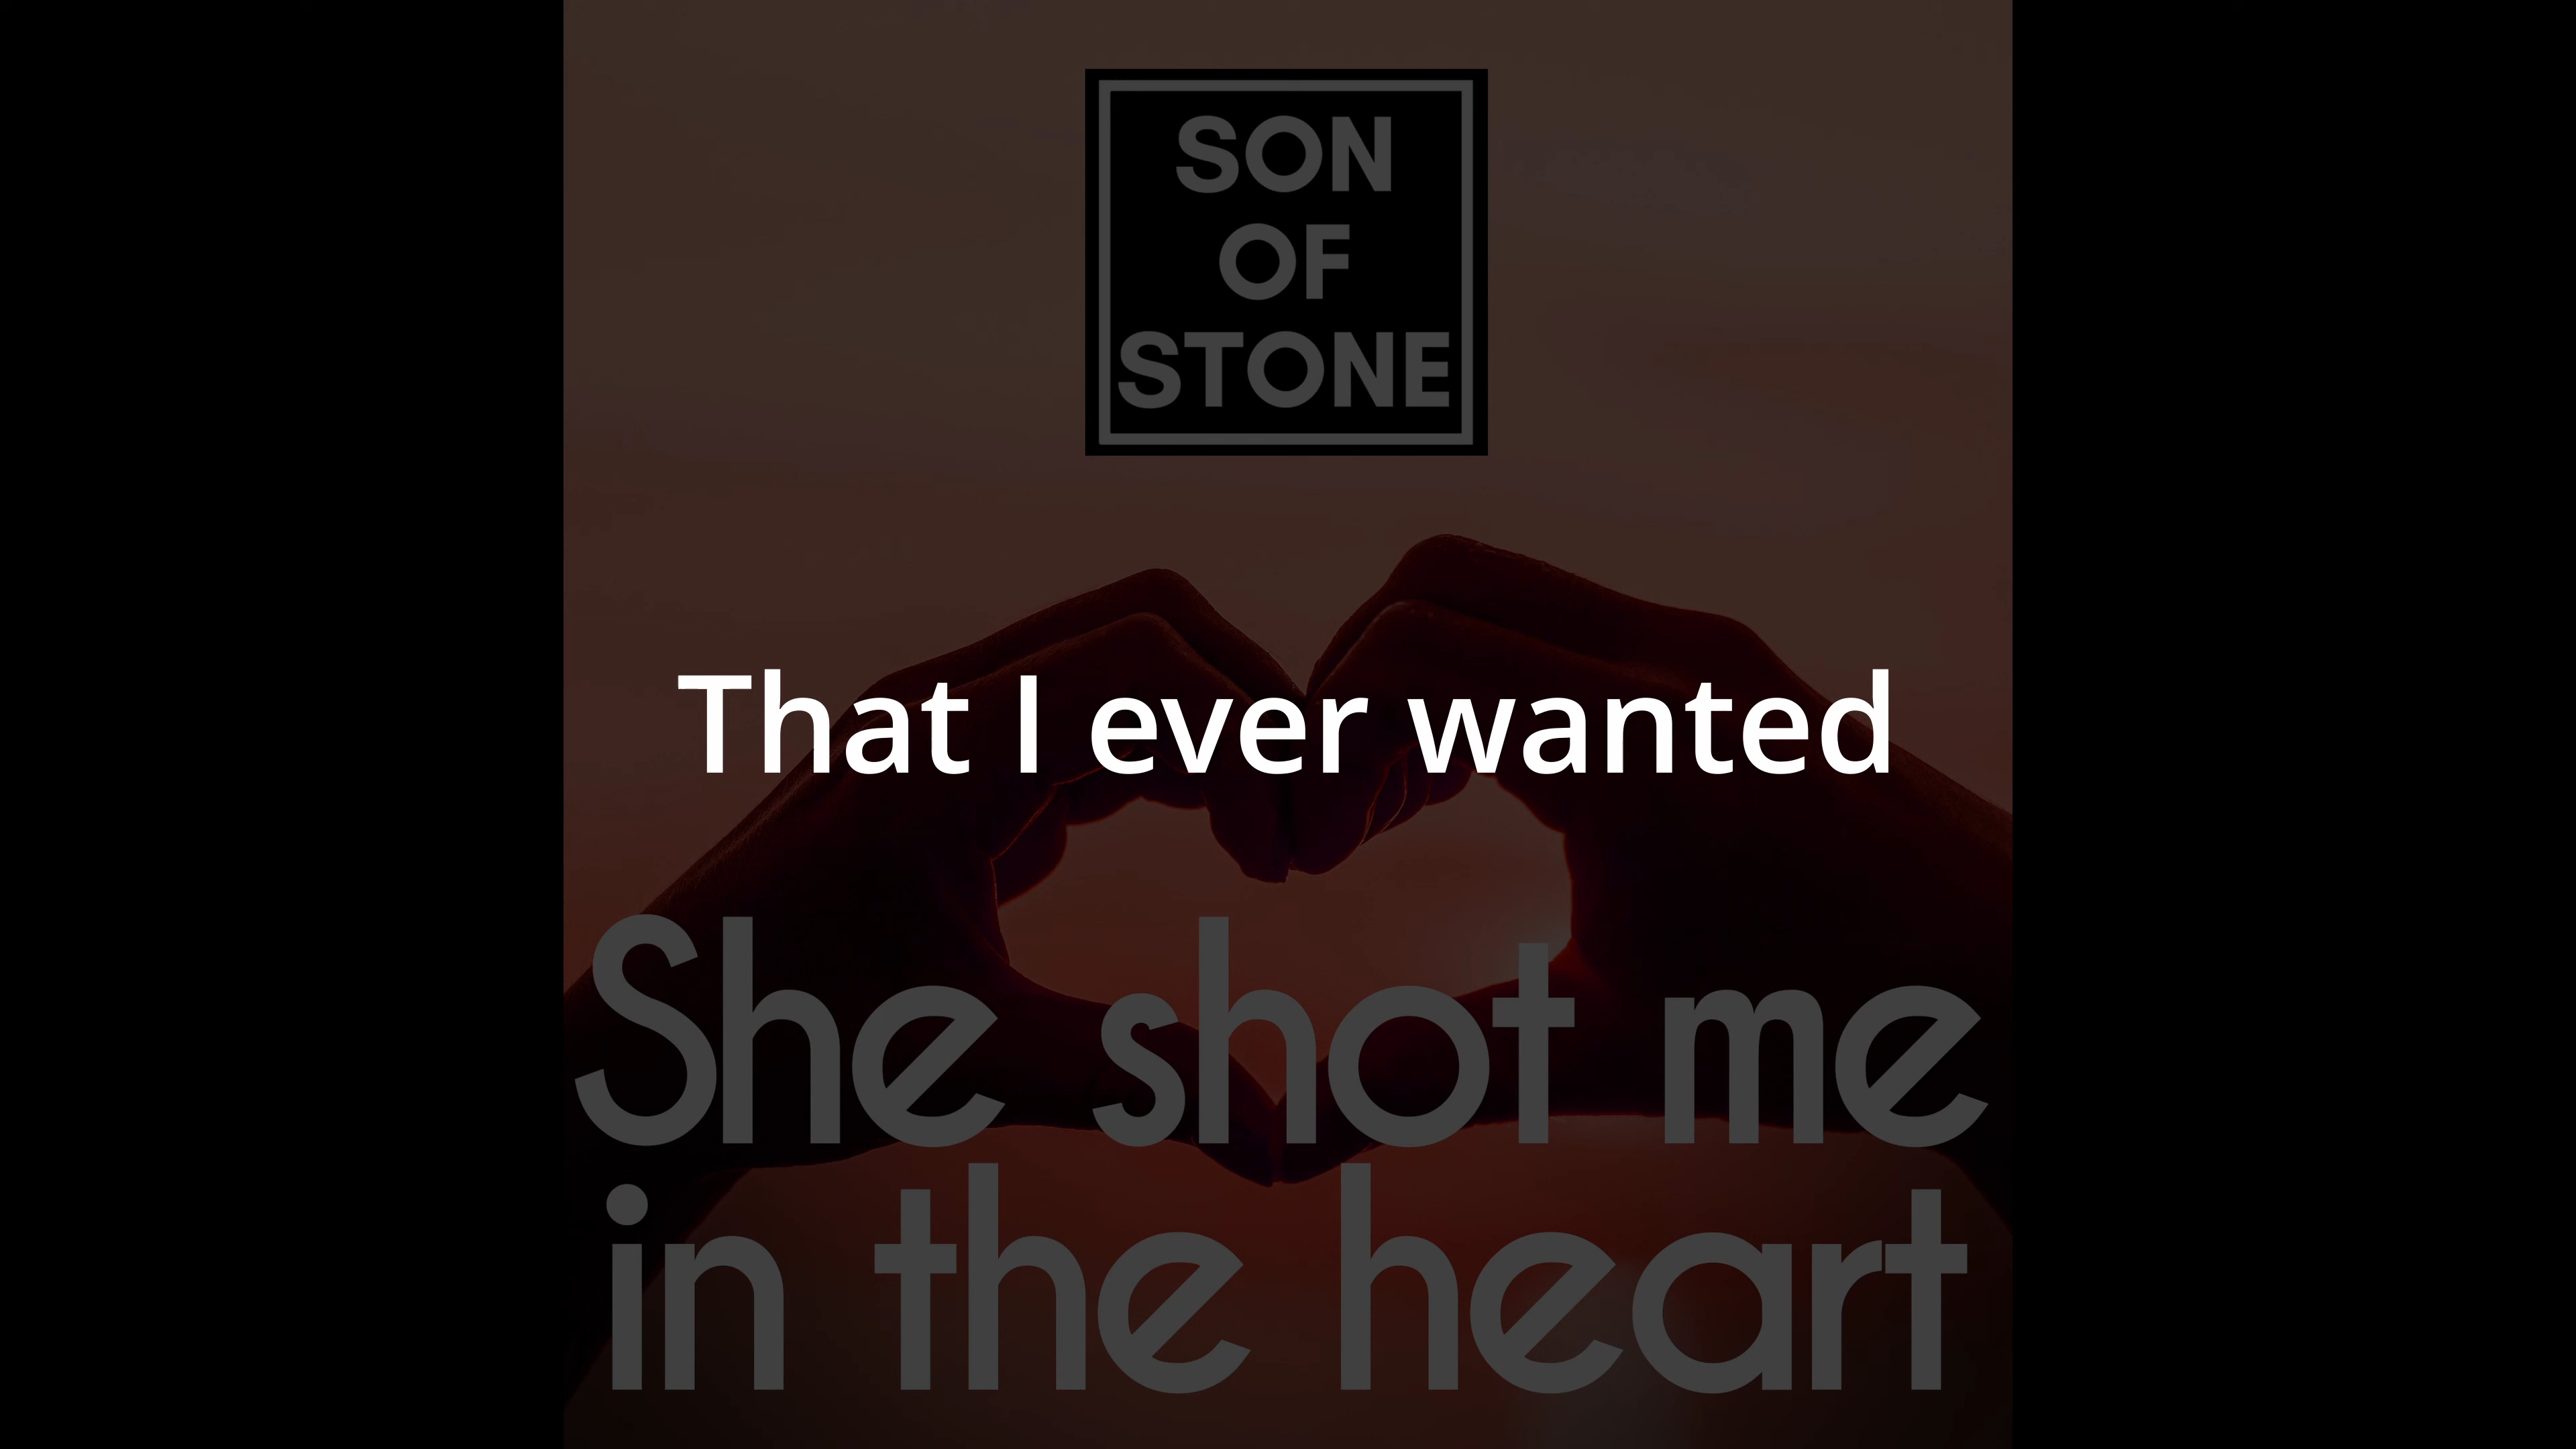 SON
OF
STONE
That I ever wanted
She shot me
in the heart